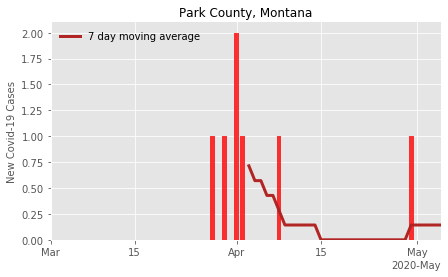 Park County, Montana
7 day moving average
New Covid-19 Cases
2.00
1.75
1.50
1.25
1.00
0.75
0.50
0.25
0.00
Mar
15
Apr
15
May
2020-May